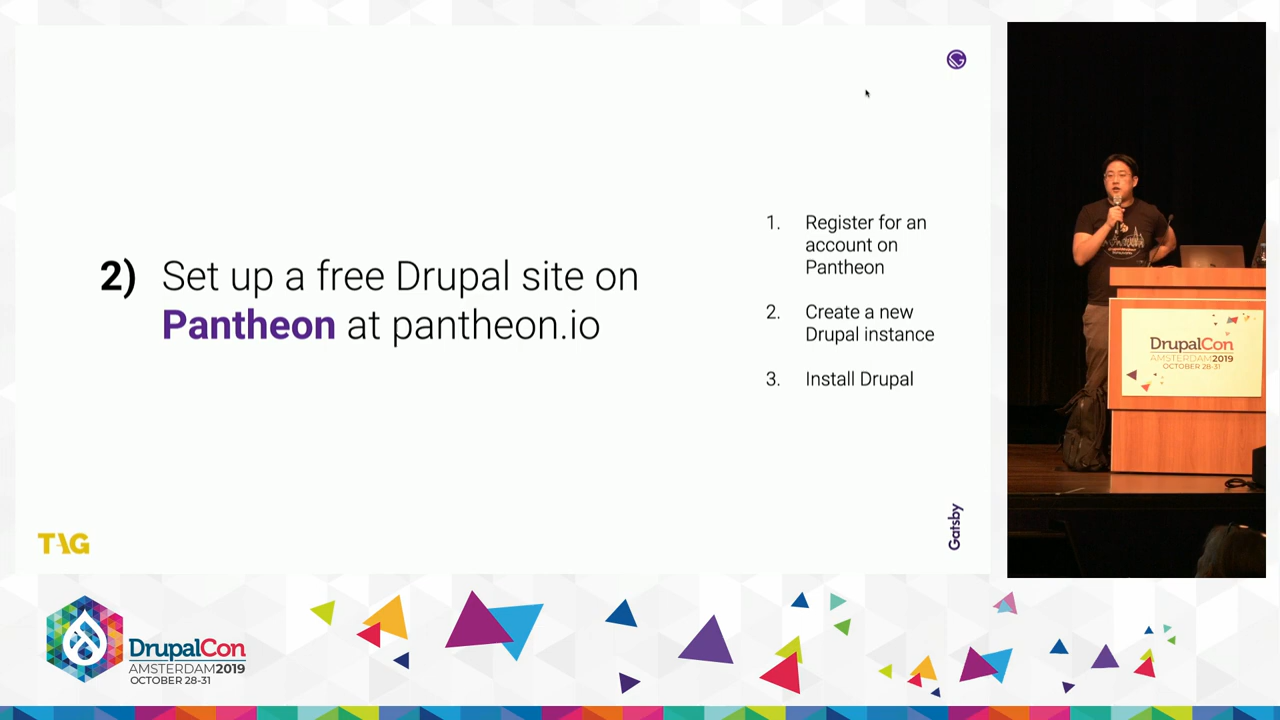 2) Set up a free Drupal site on
Pantheon at pantheon.io
1. Register for an
account on
Pantheon
2. Create a new
Drupal instance
3. Install Drupal
TAG
Gatsby
DrupalCon
AMSTERDAM2019
OCTOBER 28-31
DrupalCon
AMSTERDAM2019
OCTOBER 28-31